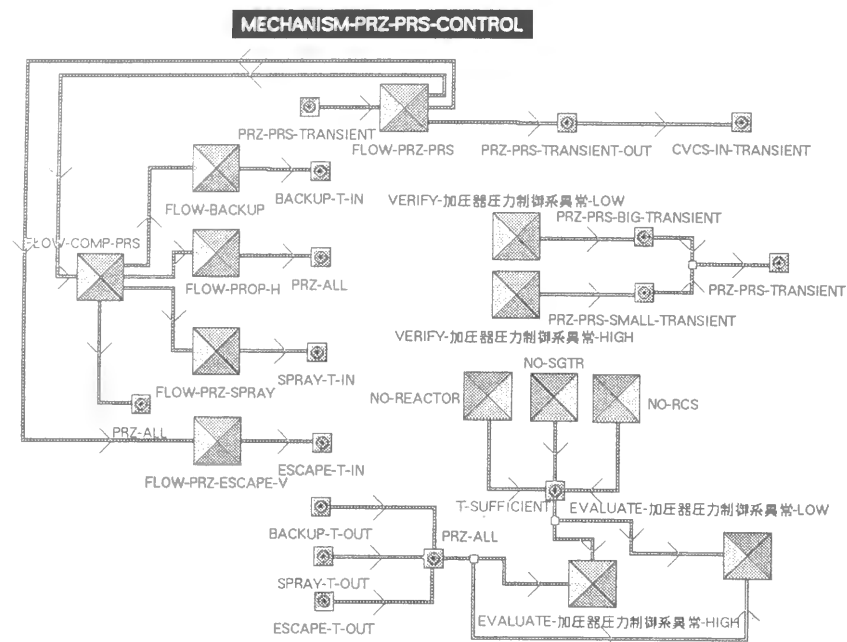 MECHANISM-PRZ-PRS-CONTROL
PRZ-PRS-TRANSIENT
FLOW-PRZ-PRS
PRZ-PRS-TRANSIENT-OUT
CVCS-IN-TRANSIENT
FLOW-BACKUP
BACKUP-T-IN
VERIFY-加圧器圧力制御系異常-LOW
PRZ-PRS-BIG-TRANSIENT
FLOW-COMP-PRS
FLOW-PROP-H
PRZ-ALL
PRZ-PRS-TRANSIENT
PRZ-PRS-SMALL-TRANSIENT
VERIFY-加圧器圧力制御系異常-HIGH
FLOW-PRZ-SPRAY
SPRAY-T-IN
NO-SGTR
NO-REACTOR
NO-RCS
PRZ-ALL
FLOW-PRZ-ESCAPE-V
ESCAPE-T-IN
T-SUFFICIENT
EVALUATE-加圧器圧力制御系異常-LOW
BACKUP-T-OUT
PRZ-ALL
SPRAY-T-OUT
ESCAPE-T-OUT
EVALUATE-加圧器圧力制御系異常-HIGH